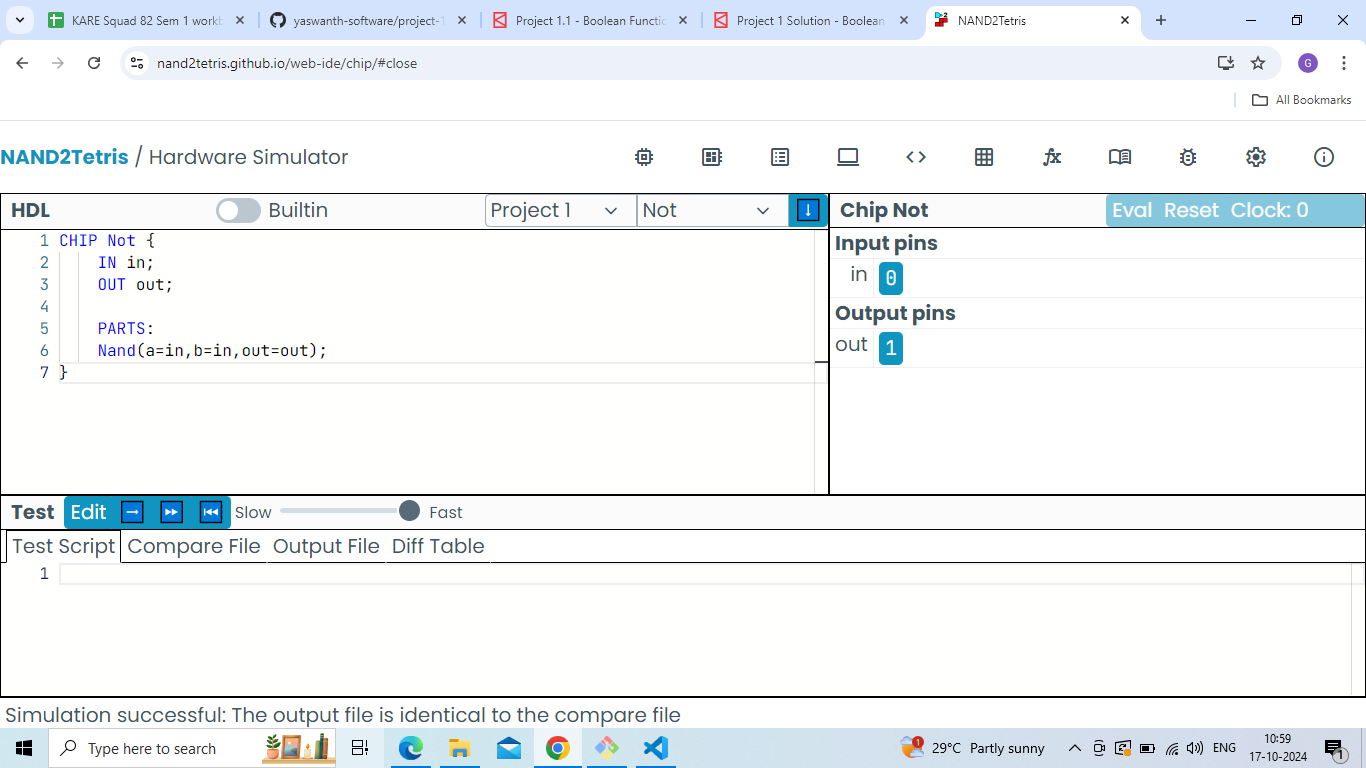 KARE Squad 82 Sem 1 workb
yaswanth-software/project-1
Project 1.1 - Boolean Functio
Project 1 Solution - Boolean
NAND2Tetris
nand2tetris.github.io/web-ide/chip/#close
G
All Bookmarks
NAND2Tetris / Hardware Simulator
HDL Builtin Project 1 Not
Chip Not Eval Reset Clock: 0
1 CHIP Not {
2 IN in;
3 OUT out;
4
5 PARTS:
6 Nand(a=in,b=in,out=out);
7 }
Input pins
in 0
Output pins
out 1
Test Edit Slow Fast
Test Script Compare File Output File Diff Table
1
Simulation successful: The output file is identical to the compare file
Type here to search
1
29°C Partly sunny
ENG
10:59
17-10-2024
1